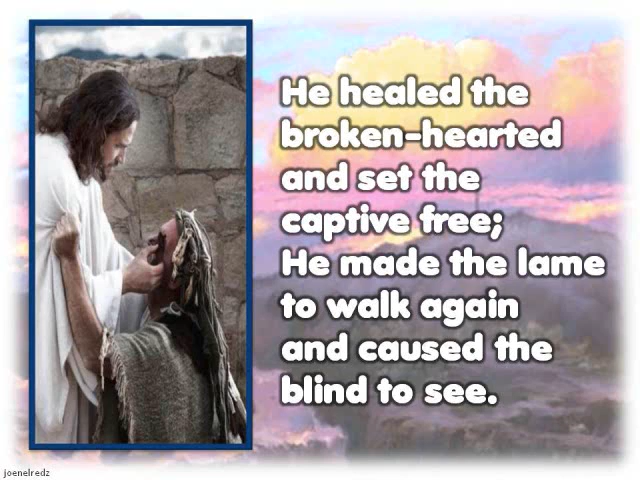 He healed the
broken-hearted
and set the
captive free;
He made the lame
to walk again
and caused the
blind to see.
joenelredz